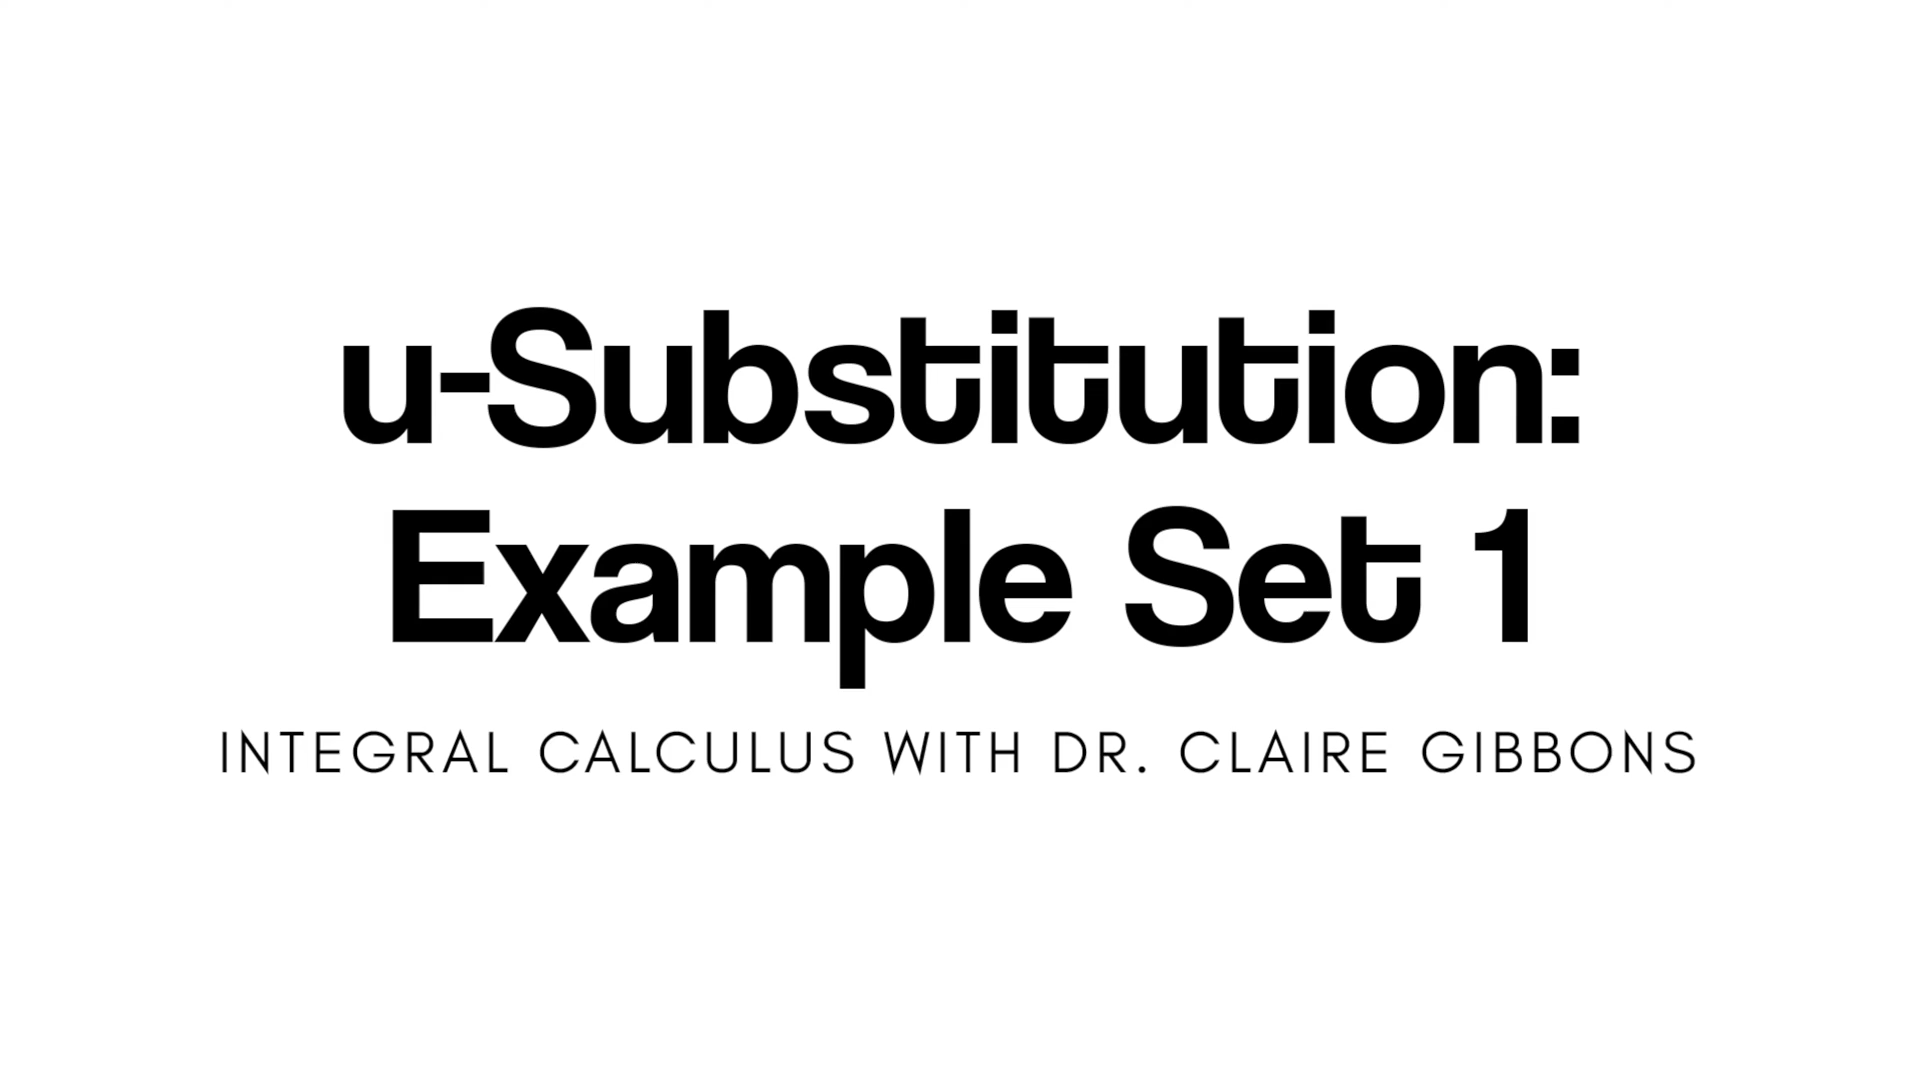 u-Substitution:
Example Set 1
INTEGRAL CALCULUS WITH DR. CLAIRE GIBBONS